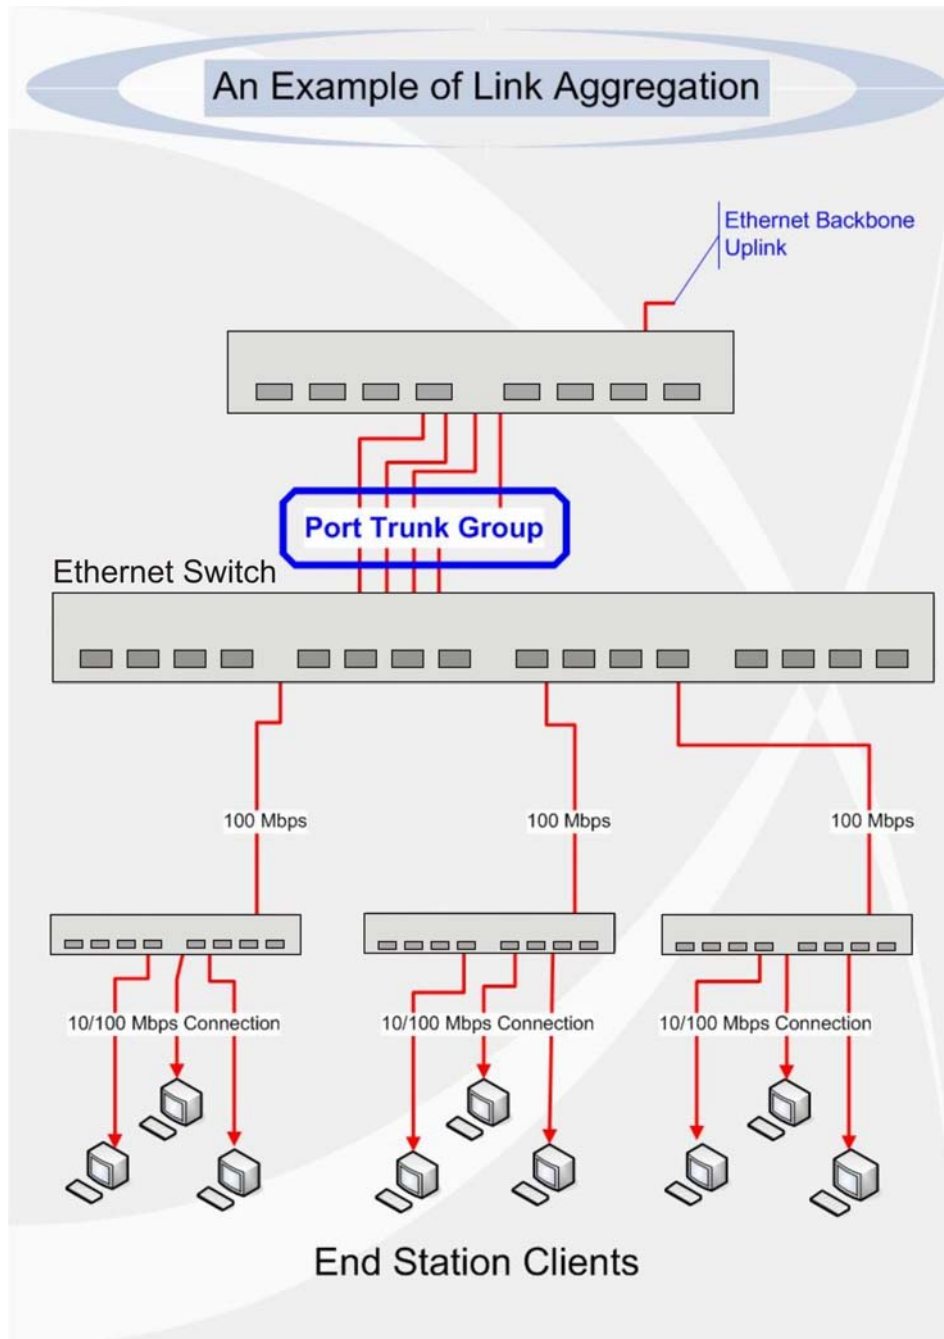 An Example of Link Aggregation
Ethernet Backbone
Uplink
Port Trunk Group
Ethernet Switch
100 Mbps
100 Mbps
100 Mbps
10/100 Mbps Connection
10/100 Mbps Connection
10/100 Mbps Connection
End Station Clients